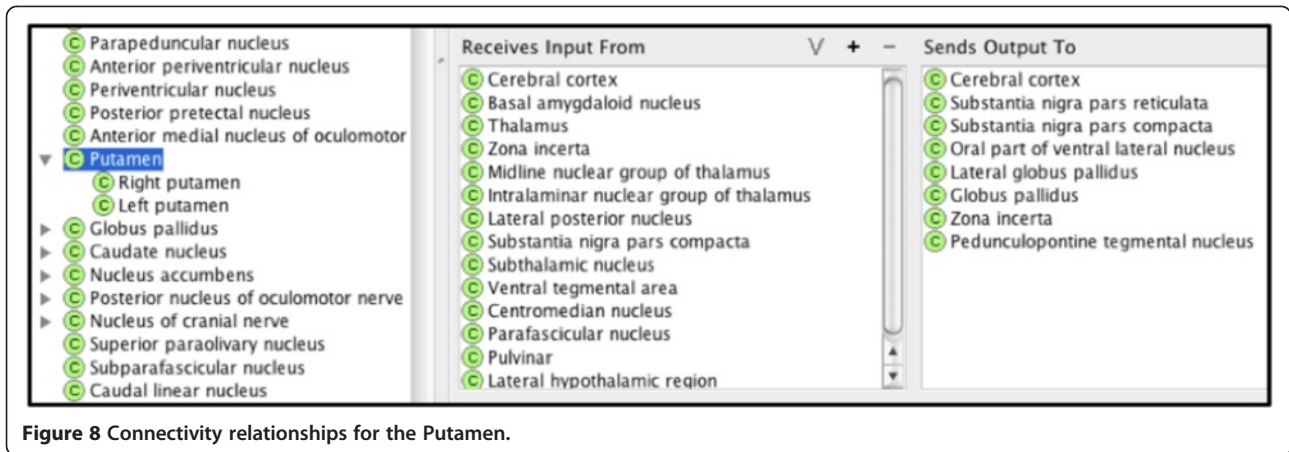 Parapeduncular nucleus
Anterior periventricular nucleus
Periventricular nucleus
Posterior pretectal nucleus
Anterior medial nucleus of oculomotor
Putamen
Right putamen
Left putamen
Globus pallidus
Caudate nucleus
Nucleus accumbens
Posterior nucleus of oculomotor nerve
Nucleus of cranial nerve
Superior paraolivary nucleus
Subparafascicular nucleus
Caudal linear nucleus
Receives Input From V + −
Cerebral cortex
Basal amygdaloid nucleus
Thalamus
Zona incerta
Midline nuclear group of thalamus
Intralaminar nuclear group of thalamus
Lateral posterior nucleus
Substantia nigra pars compacta
Subthalamic nucleus
Ventral tegmental area
Centromedian nucleus
Parafascicular nucleus
Pulvinar
Lateral hypothalamic region
Sends Output To
Cerebral cortex
Substantia nigra pars reticulata
Substantia nigra pars compacta
Oral part of ventral lateral nucleus
Lateral globus pallidus
Globus pallidus
Zona incerta
Pedunculopontine tegmental nucleus
Figure 8 Connectivity relationships for the Putamen.